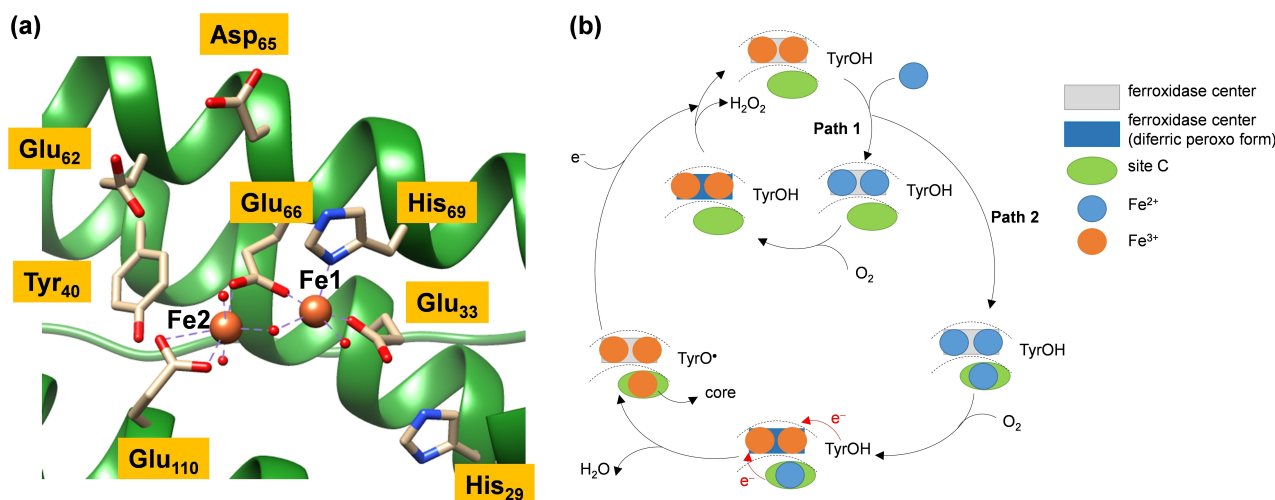 (a)
Asp65
Glu62
Glu66
His69
Fe1
Tyr40
Fe2
Glu33
Glu110
His29
(b)
TyrOH
H2O2
Path 1
e–
TyrOH
TyrOH
Path 2
O2
TyrO•
core
TyrOH
O2
e–
TyrOH
H2O
e–
ferroxidase center
ferroxidase center
(diferric peroxo form)
site C
Fe2+
Fe3+